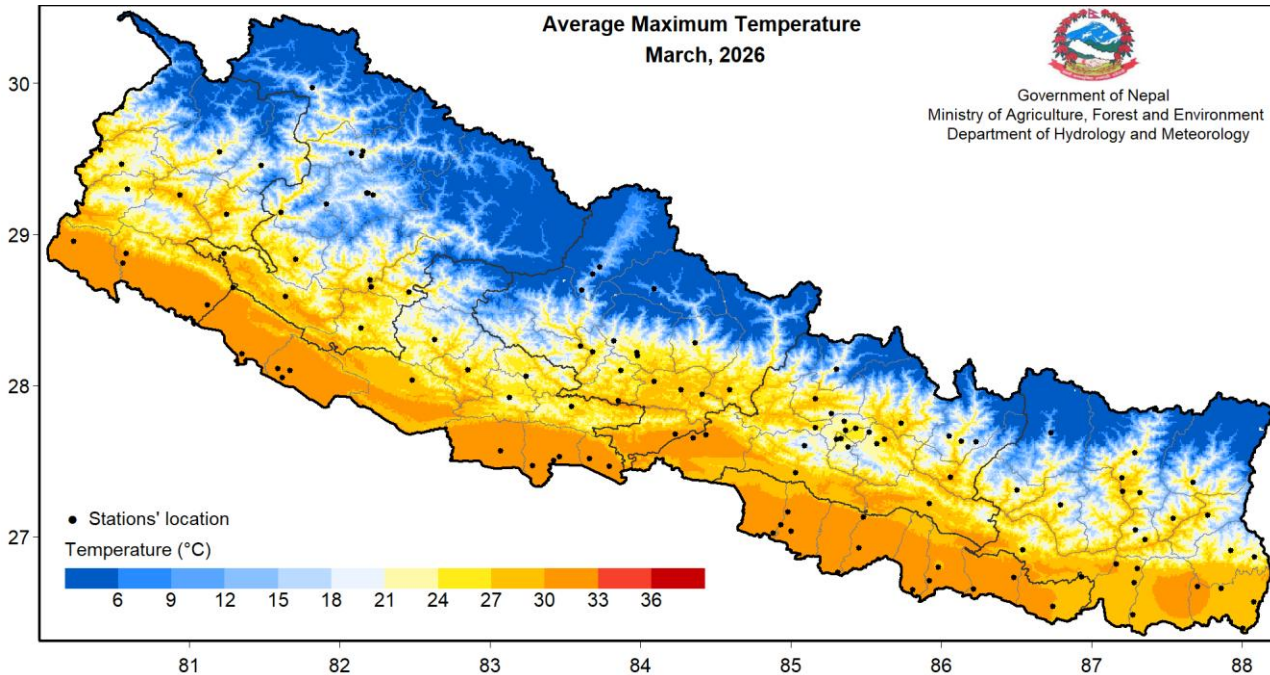 Average Maximum Temperature
March, 2026
Government of Nepal
Ministry of Agriculture, Forest and Environment
Department of Hydrology and Meteorology
30
29
28
27
Stations' location
Temperature (°C)
6 9 12 15 18 21 24 27 30 33 36
81 82 83 84 85 86 87 88